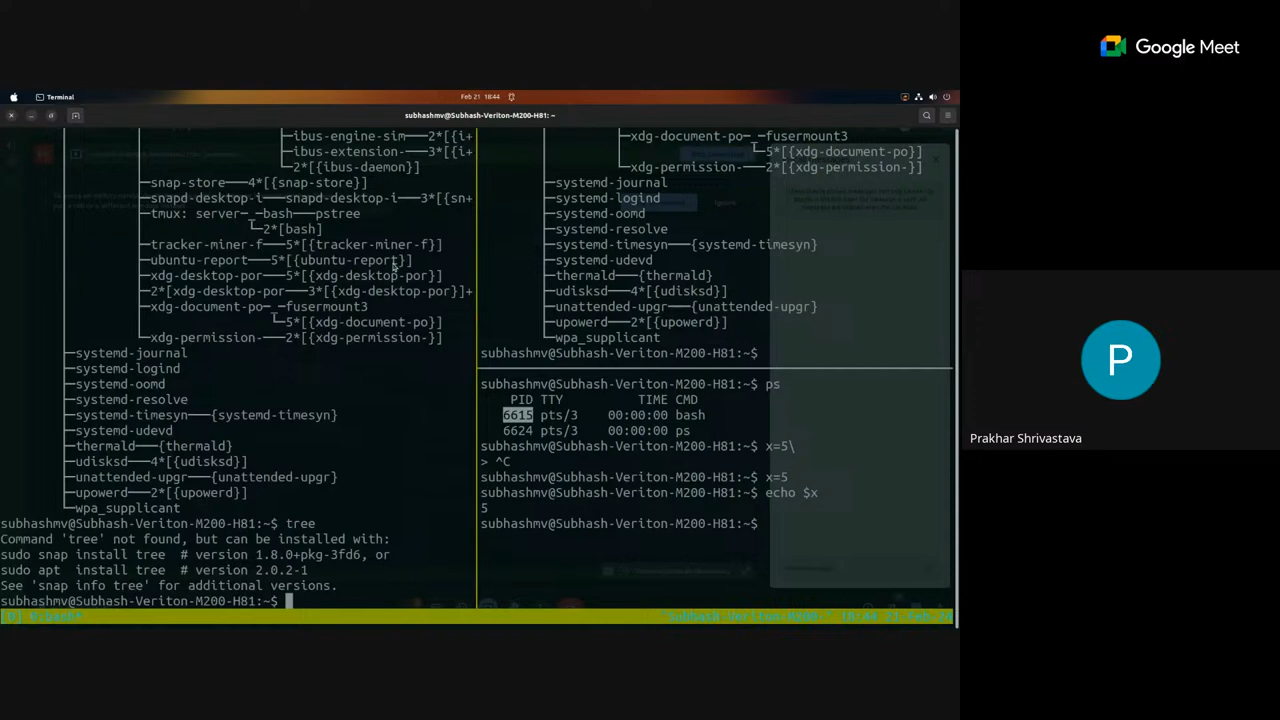 Google Meet
Terminal
Feb 21 18:44
subhashmv@Subhash-Veriton-M200-H81: ~
├─ibus-engine-sim───2*[{i+
├─ibus-extension-───3*[{i+
└─2*[{ibus-daemon}]
├─snap-store───4*[{snap-store}]
├─snapd-desktop-i───snapd-desktop-i───3*[{sn+
├─tmux: server─┬─bash───pstree
└─2*[bash]
├─tracker-miner-f───5*[{tracker-miner-f}]
├─ubuntu-report───5*[{ubuntu-report}]
├─xdg-desktop-por───5*[{xdg-desktop-por}]
├─2*[xdg-desktop-por───3*[{xdg-desktop-por}]+
├─xdg-document-po─┬─fusermount3
└─5*[{xdg-document-po}]
└─xdg-permission-───2*[{xdg-permission-}]
├─systemd-journal
├─systemd-logind
├─systemd-oomd
├─systemd-resolve
├─systemd-timesyn───{systemd-timesyn}
├─systemd-udevd
├─thermald───{thermald}
├─udisksd───4*[{udisksd}]
├─unattended-upgr───{unattended-upgr}
├─upowerd───2*[{upowerd}]
└─wpa_supplicant
subhashmv@Subhash-Veriton-M200-H81:~$ tree
Command 'tree' not found, but can be installed with:
sudo snap install tree  # version 1.8.0+pkg-3fd6, or
sudo apt  install tree  # version 2.0.2-1
See 'snap info tree' for additional versions.
subhashmv@Subhash-Veriton-M200-H81:~$
├─xdg-document-po─┬─fusermount3
└─5*[{xdg-document-po}]
└─xdg-permission-───2*[{xdg-permission-}]
├─systemd-journal
├─systemd-logind
├─systemd-oomd
├─systemd-resolve
├─systemd-timesyn───{systemd-timesyn}
├─systemd-udevd
├─thermald───{thermald}
├─udisksd───4*[{udisksd}]
├─unattended-upgr───{unattended-upgr}
├─upowerd───2*[{upowerd}]
└─wpa_supplicant
subhashmv@Subhash-Veriton-M200-H81:~$
subhashmv@Subhash-Veriton-M200-H81:~$ ps
PID TTY TIME CMD
6615 pts/3 00:00:00 bash
6624 pts/3 00:00:00 ps
subhashmv@Subhash-Veriton-M200-H81:~$ x=5\
> ^C
subhashmv@Subhash-Veriton-M200-H81:~$ x=5
subhashmv@Subhash-Veriton-M200-H81:~$ echo $x
5
subhashmv@Subhash-Veriton-M200-H81:~$
[0] 0:bash* "Subhash-Veriton-M200-" 18:44 21-Feb-24
P
Prakhar Shrivastava